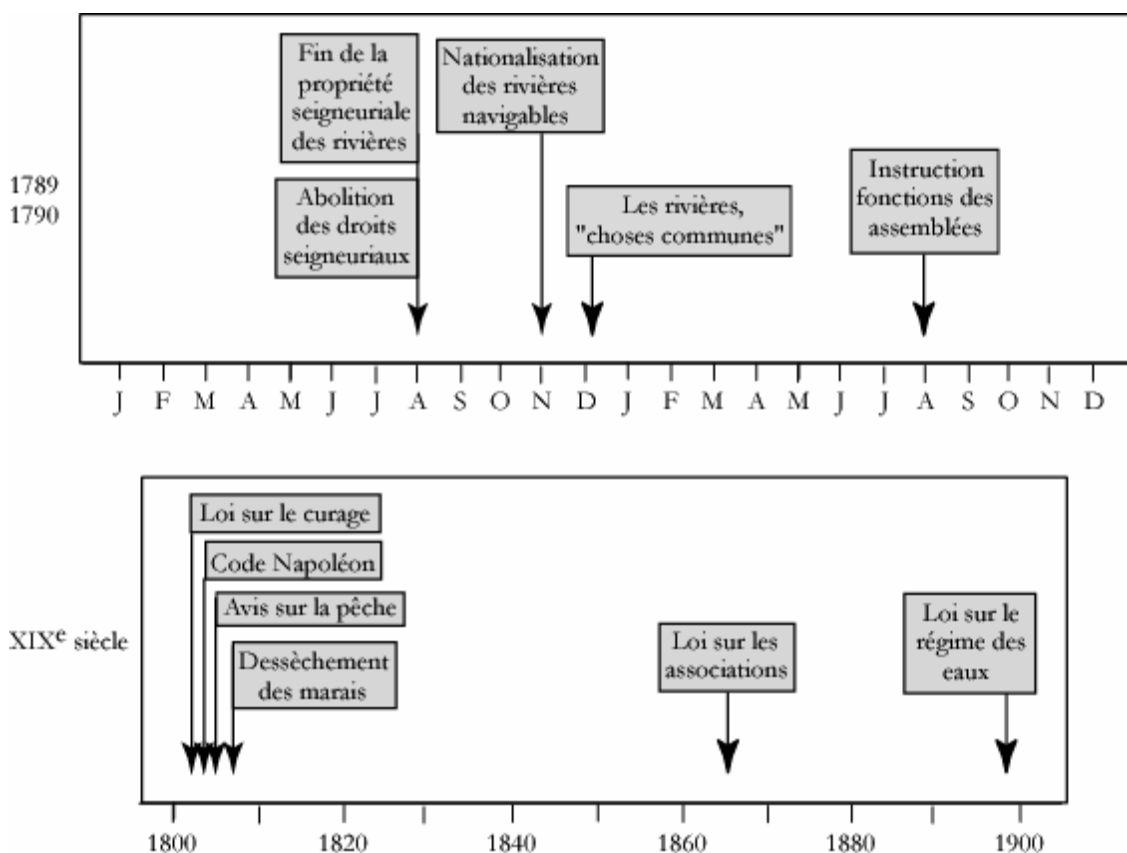 Fin de la
propriété
seigneuriale
des rivières
Nationalisation
des rivières
navigables
1789
1790
Abolition
des droits
seigneuriaux
Les rivières,
"choses communes"
Instruction
fonctions des
assemblées
J F M A M J J A S O N D J F M A M J J A S O N D
Loi sur le curage
Code Napoléon
Avis sur la pêche
Dessèchement
des marais
XIXe siècle
Loi sur les
associations
Loi sur le
régime des
eaux
1800 1820 1840 1860 1880 1900